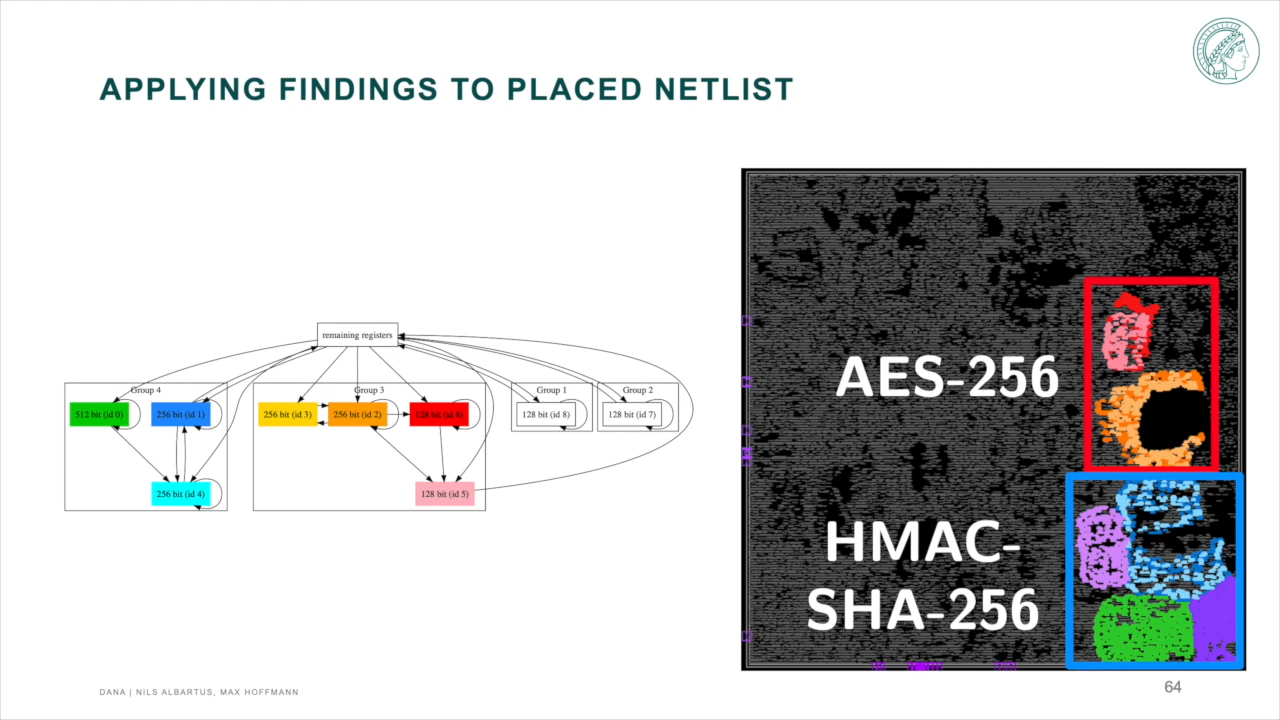 APPLYING FINDINGS TO PLACED NETLIST
remaining registers
Group 4
Group 3
Group 1
Group 2
512 bit (id 0)
256 bit (id 1)
256 bit (id 3)
256 bit (id 2)
128 bit (id 6)
128 bit (id 8)
128 bit (id 7)
256 bit (id 4)
128 bit (id 5)
AES-256
HMAC-
SHA-256
DANA | NILS ALBARTUS, MAX HOFFMANN
64